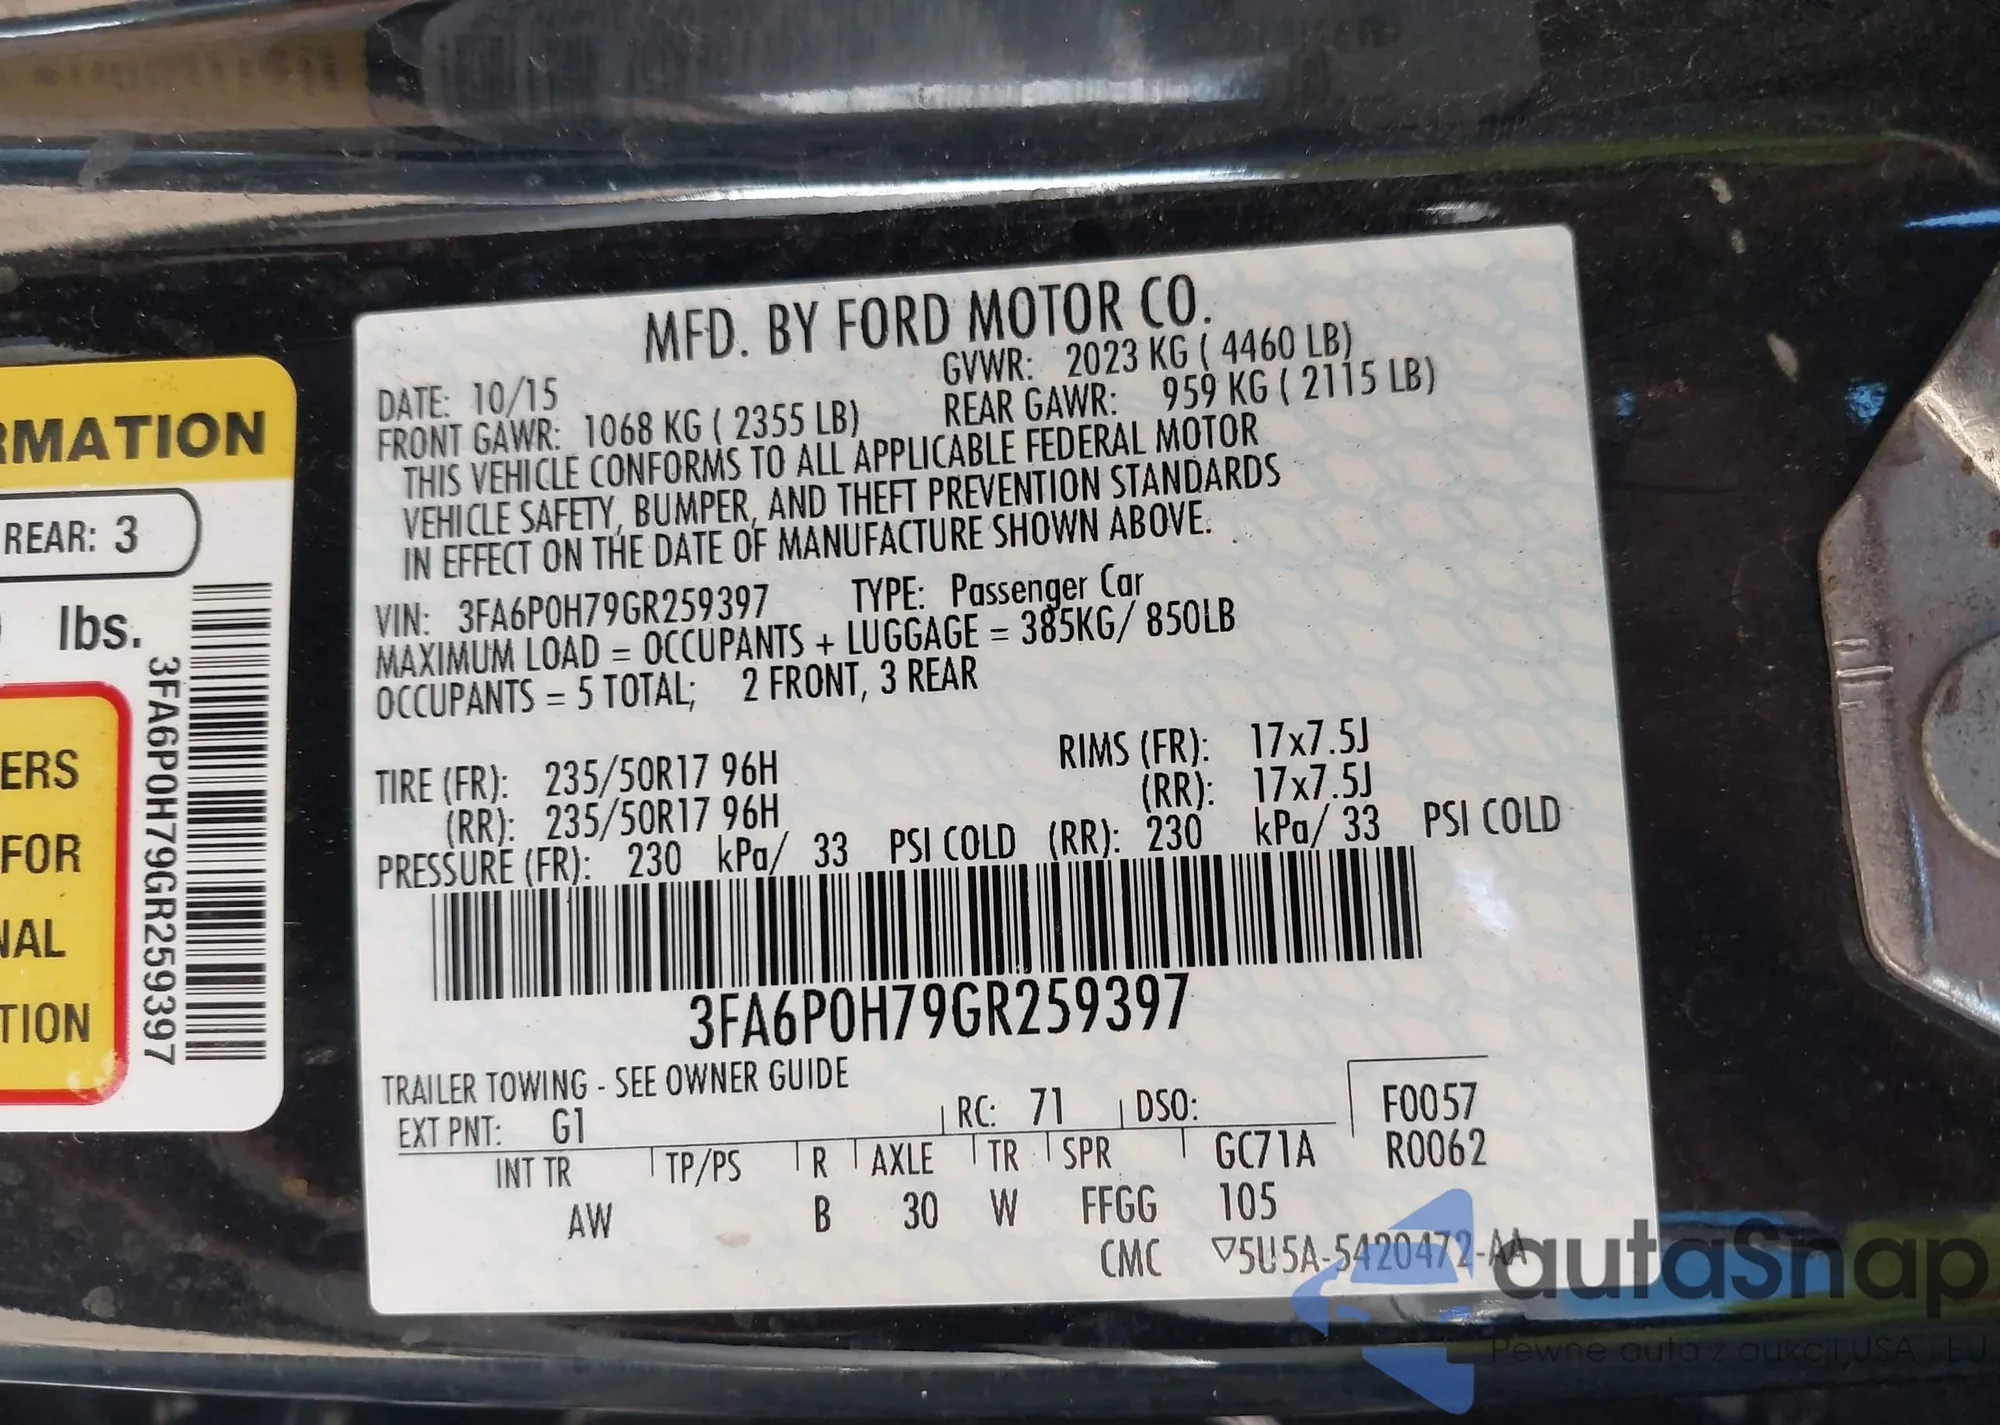 RMATION
REAR: 3
lbs.
ERS
FOR
NAL
TION
3FA6P0H79GR259397
MFD. BY FORD MOTOR CO.
DATE: 10/15 GVWR: 2023 KG ( 4460 LB)
FRONT GAWR: 1068 KG ( 2355 LB) REAR GAWR: 959 KG ( 2115 LB)
THIS VEHICLE CONFORMS TO ALL APPLICABLE FEDERAL MOTOR
VEHICLE SAFETY, BUMPER, AND THEFT PREVENTION STANDARDS
IN EFFECT ON THE DATE OF MANUFACTURE SHOWN ABOVE.
VIN: 3FA6P0H79GR259397 TYPE: Passenger Car
MAXIMUM LOAD = OCCUPANTS + LUGGAGE = 385KG/ 850LB
OCCUPANTS = 5 TOTAL; 2 FRONT, 3 REAR
TIRE (FR): 235/50R17 96H RIMS (FR): 17x7.5J
(RR): 235/50R17 96H (RR): 17x7.5J
PRESSURE (FR): 230 kPa/ 33 PSI COLD (RR): 230 kPa/ 33 PSI COLD
3FA6P0H79GR259397
TRAILER TOWING - SEE OWNER GUIDE
EXT PNT: G1 RC: 71 DSO: F0057
INT TR TP/PS R AXLE TR SPR GC71A R0062
AW B 30 W FFGG 105
CMC ▽5U5A-5420472-AA
autaSnap
Pewne auta z aukcji USA i EJ